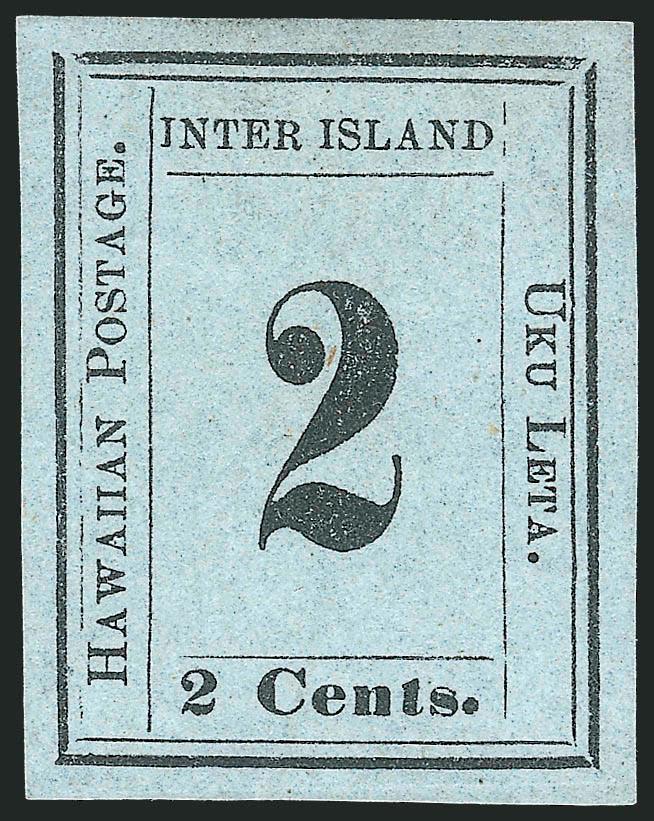 INTER ISLAND
HAWAIIAN POSTAGE.
2
UKU LETA.
2 Cents.